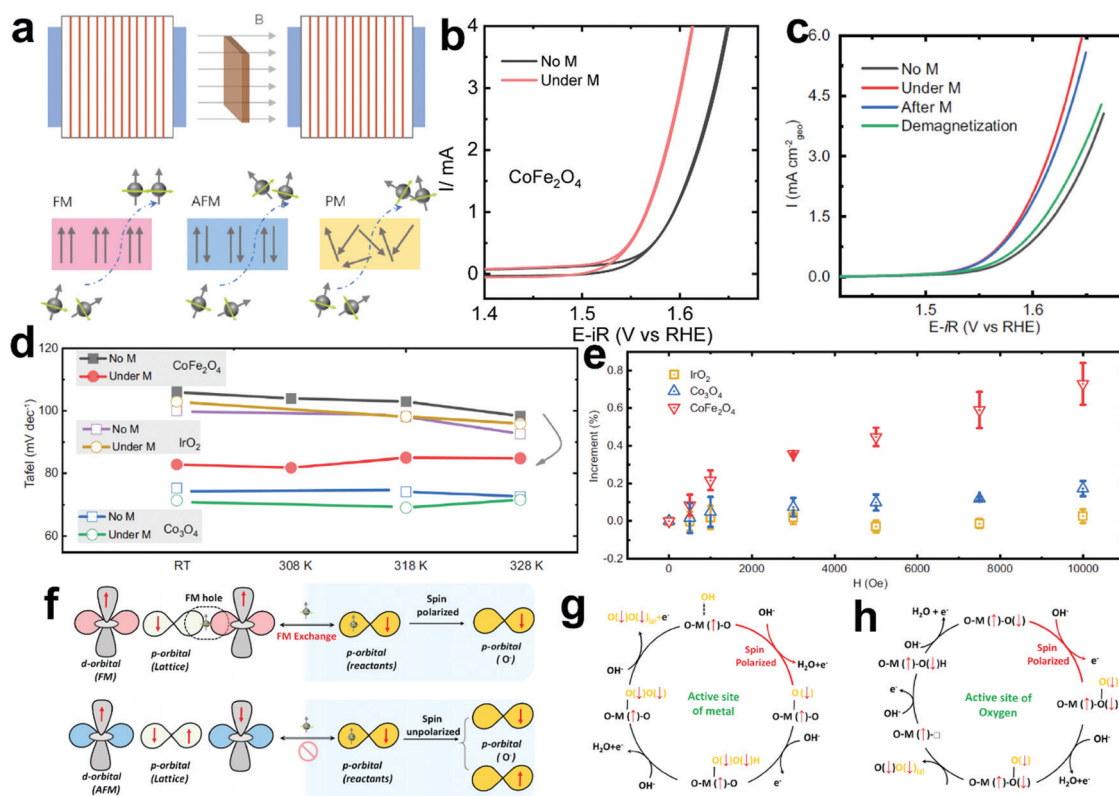 a
B
FM
AFM
PM
b
No M
Under M
CoFe₂O₄
I/ mA
4
3
2
1
0
1.4
1.5
1.6
E-iR (V vs RHE)
c
No M
Under M
After M
Demagnetization
I (mA cm⁻²geo)
6.0
4.5
3.0
1.5
0.0
1.5
1.6
E-iR (V vs RHE)
d
No M
CoFe₂O₄
Under M
No M
IrO₂
Under M
No M
Co₃O₄
Under M
Tafel (mV dec⁻¹)
120
100
80
60
RT
308 K
318 K
328 K
e
IrO₂
Co₃O₄
CoFe₂O₄
Increment (%)
1.0
0.8
0.6
0.4
0.2
0.0
-0.2
0
2000
4000
6000
8000
10000
H (Oe)
f
FM hole
d-orbital
(FM)
p-orbital
(Lattice)
FM Exchange
p-orbital
(reactants)
Spin
polarized
p-orbital
(O⁻)
d-orbital
(AFM)
p-orbital
(Lattice)
p-orbital
(reactants)
Spin
unpolarized
p-orbital
(O⁻)
g
OH
O-M(↑)-O
OH⁻
Spin
Polarized
H₂O+e⁻
O(↓)
O-M(↑)-O
OH⁻
e⁻
O(↓)O(↓)H
O-M(↑)-O
OH⁻
H₂O+e⁻
O(↓)O(↓)
O-M(↑)-O
OH⁻
O(↓)O(↓)(g)+e⁻
Active site
of metal
h
O-M(↑)-O(↓)
OH⁻
Spin
Polarized
e⁻
O(↓)
O-M(↑)-O(↓)
OH⁻
H₂O+e⁻
O(↓)
O-M(↑)-O(↓)
O(↓)O(↓)(g)
O-M(↑)-□
OH⁻
e⁻
O-M(↑)-O(↓)H
OH⁻
H₂O + e⁻
Active site of
Oxygen